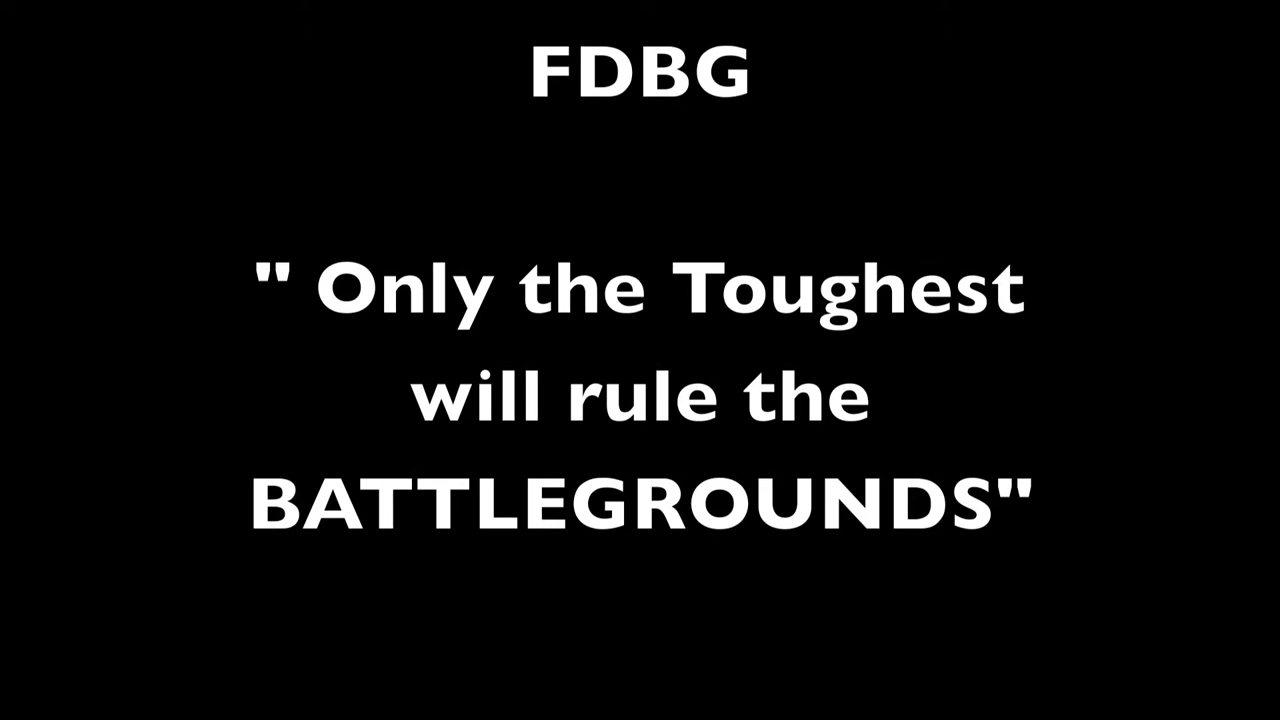 FDBG
" Only the Toughest
will rule the
BATTLEGROUNDS"